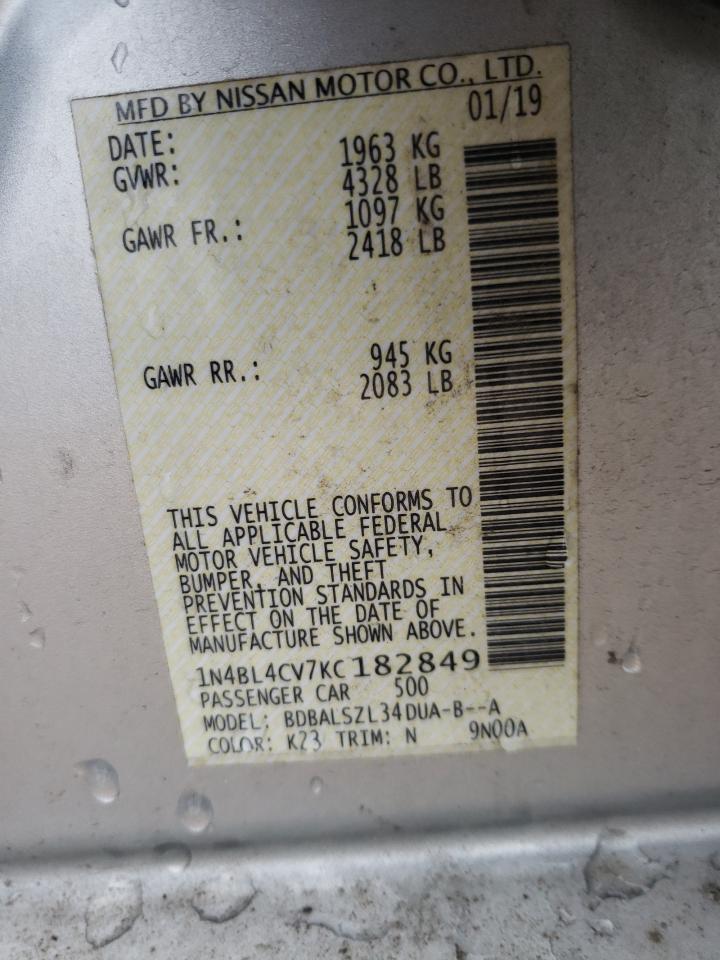 MFD BY NISSAN MOTOR CO., LTD.
DATE: 01/19
GVWR: 1963 KG
4328 LB
GAWR FR.: 1097 KG
2418 LB
GAWR RR.: 945 KG
2083 LB
THIS VEHICLE CONFORMS TO
ALL APPLICABLE FEDERAL
MOTOR VEHICLE SAFETY,
BUMPER, AND THEFT
PREVENTION STANDARDS IN
EFFECT ON THE DATE OF
MANUFACTURE SHOWN ABOVE.
1N4BL4CV7KC182849
PASSENGER CAR 500
MODEL: BDBALSZL34DUA-B--A
COLOR: K23 TRIM: N 9N00A